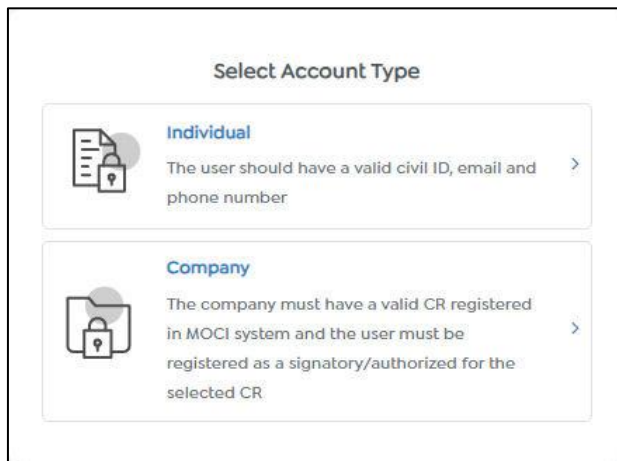 Select Account Type
Individual
The user should have a valid civil ID, email and
phone number
Company
The company must have a valid CR registered
in MOCI system and the user must be
registered as a signatory/authorized for the
selected CR